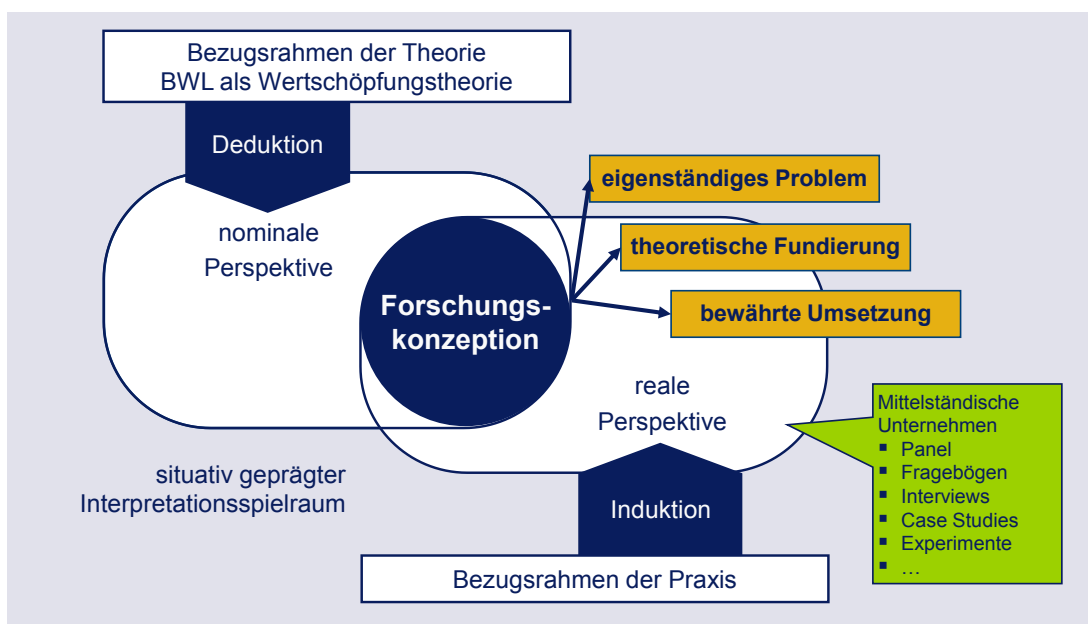 Bezugsrahmen der Theorie
BWL als Wertschöpfungstheorie
Deduktion
nominale
Perspektive
eigenständiges Problem
theoretische Fundierung
bewährte Umsetzung
Forschungs-
konzeption
reale
Perspektive
Mittelständische
Unternehmen
▪ Panel
▪ Fragebögen
▪ Interviews
▪ Case Studies
▪ Experimente
▪ …
situativ geprägter
Interpretationsspielraum
Induktion
Bezugsrahmen der Praxis